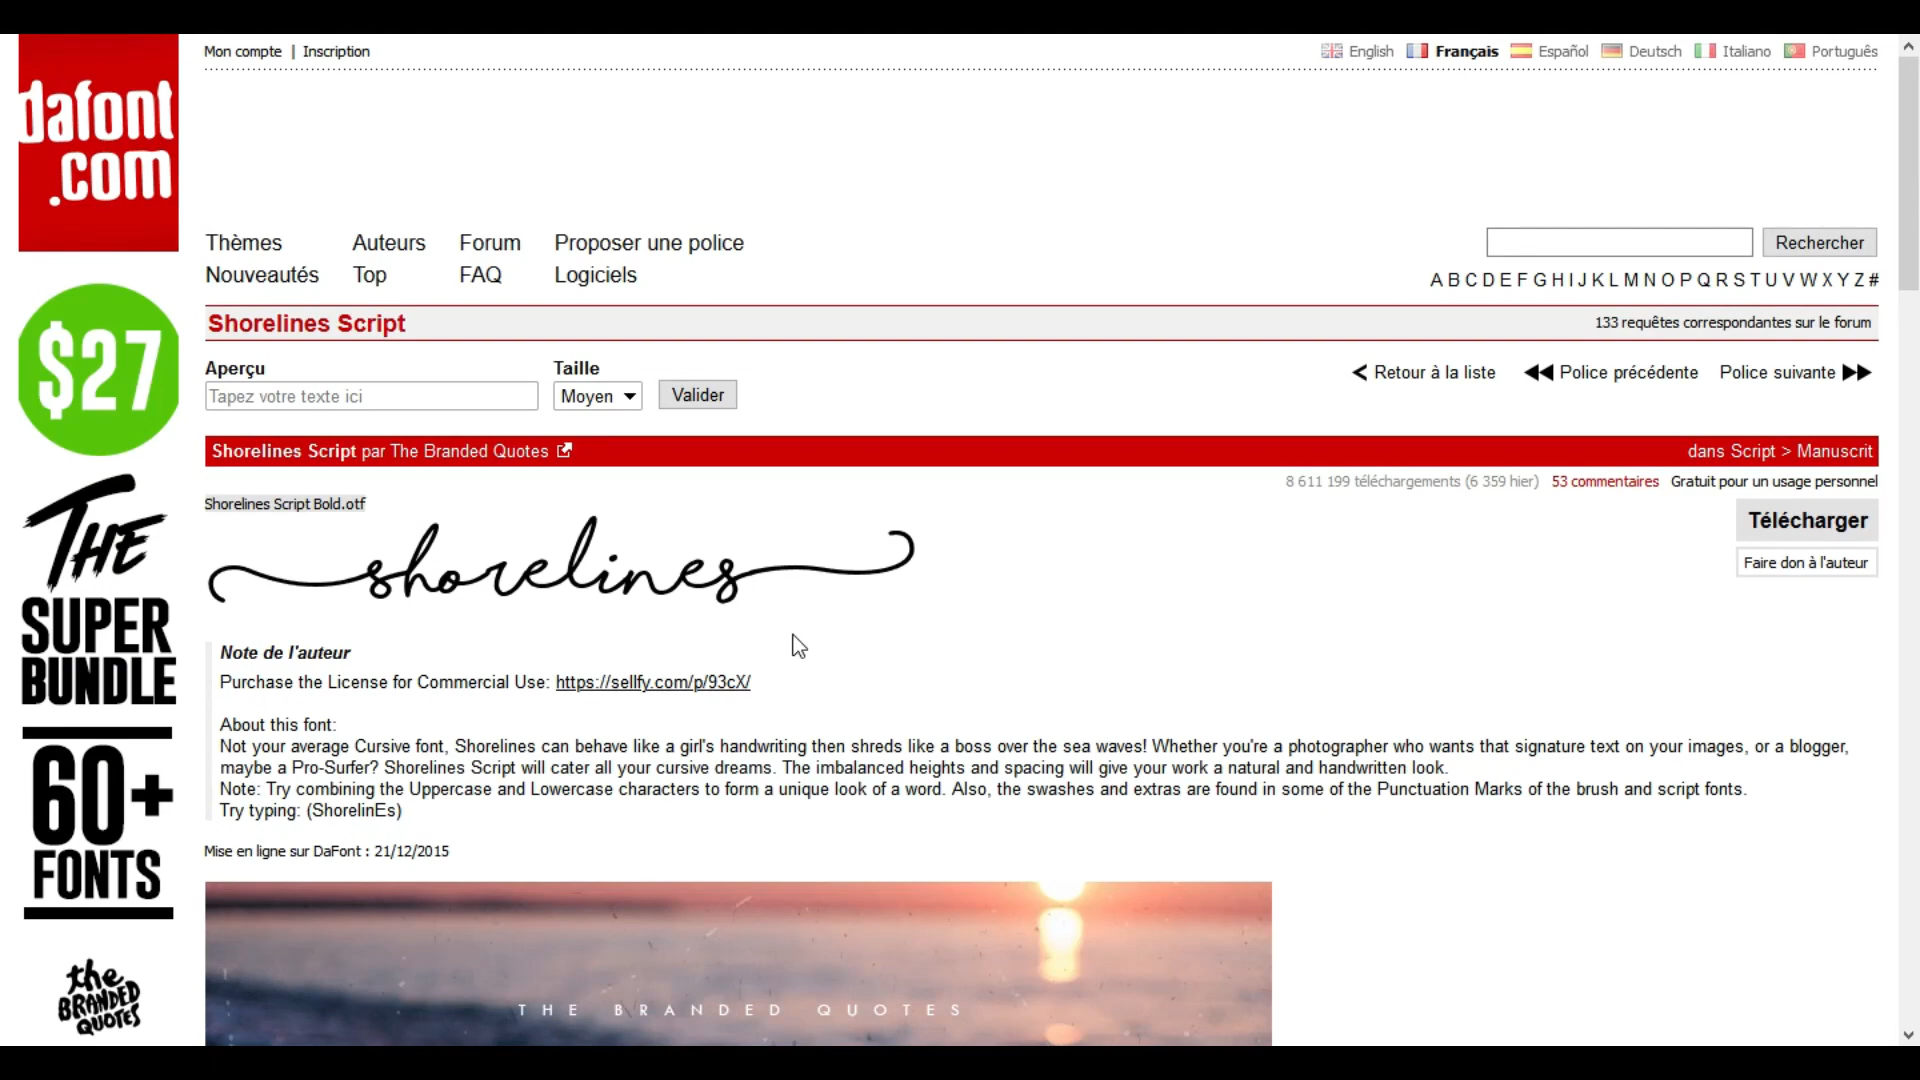 dafont
.com
Mon compte | Inscription
English Français Español Deutsch Italiano Português
Thèmes Auteurs Forum Proposer une police
Nouveautés Top FAQ Logiciels
Rechercher
A B C D E F G H I J K L M N O P Q R S T U V W X Y Z #
Shorelines Script
133 requêtes correspondantes sur le forum
Aperçu Taille
Tapez votre texte ici Moyen Valider
Retour à la liste Police précédente Police suivante
Shorelines Script par The Branded Quotes
dans Script > Manuscrit
8 611 199 téléchargements (6 359 hier) 53 commentaires Gratuit pour un usage personnel
Shorelines Script Bold.otf
Télécharger
Faire don à l'auteur
shorelines
Note de l'auteur
Purchase the License for Commercial Use: https://sellfy.com/p/93cX/
About this font:
Not your average Cursive font, Shorelines can behave like a girl's handwriting then shreds like a boss over the sea waves! Whether you're a photographer who wants that signature text on your images, or a blogger,
maybe a Pro-Surfer? Shorelines Script will cater all your cursive dreams. The imbalanced heights and spacing will give your work a natural and handwritten look.
Note: Try combining the Uppercase and Lowercase characters to form a unique look of a word. Also, the swashes and extras are found in some of the Punctuation Marks of the brush and script fonts.
Try typing: (ShorelinEs)
Mise en ligne sur DaFont : 21/12/2015
THE BRANDED QUOTES
$27
THE
SUPER
BUNDLE
60+
FONTS
the
BRANDED
QUOTES